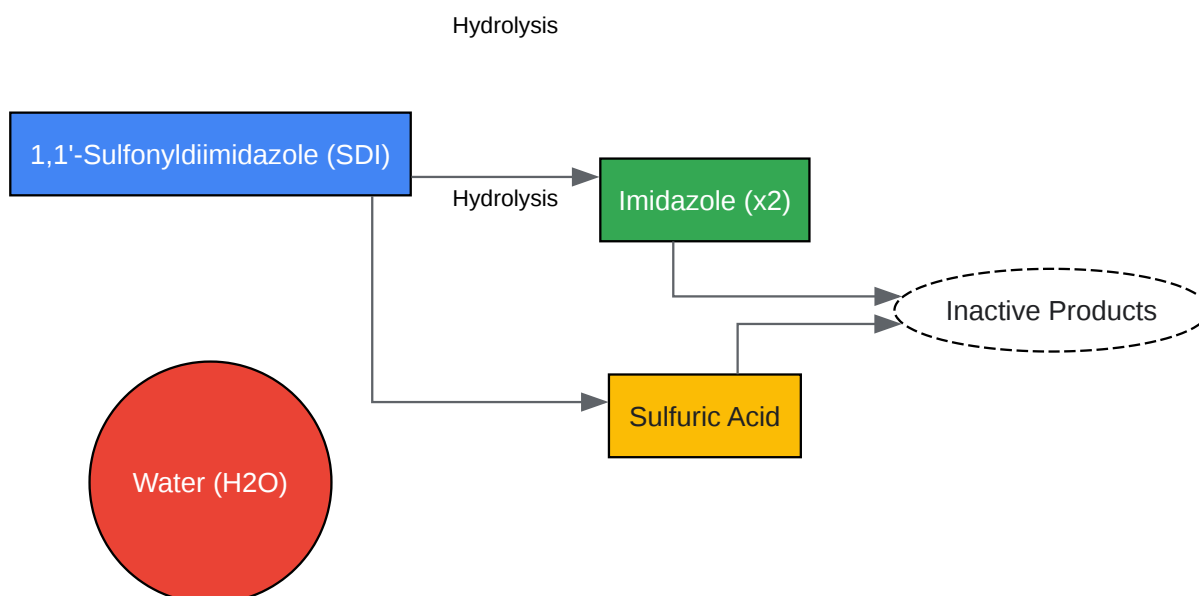 Hydrolysis
1,1'-Sulfonyldiimidazole (SDI)
Hydrolysis
Imidazole (x2)
Inactive Products
Sulfuric Acid
Water (H2O)